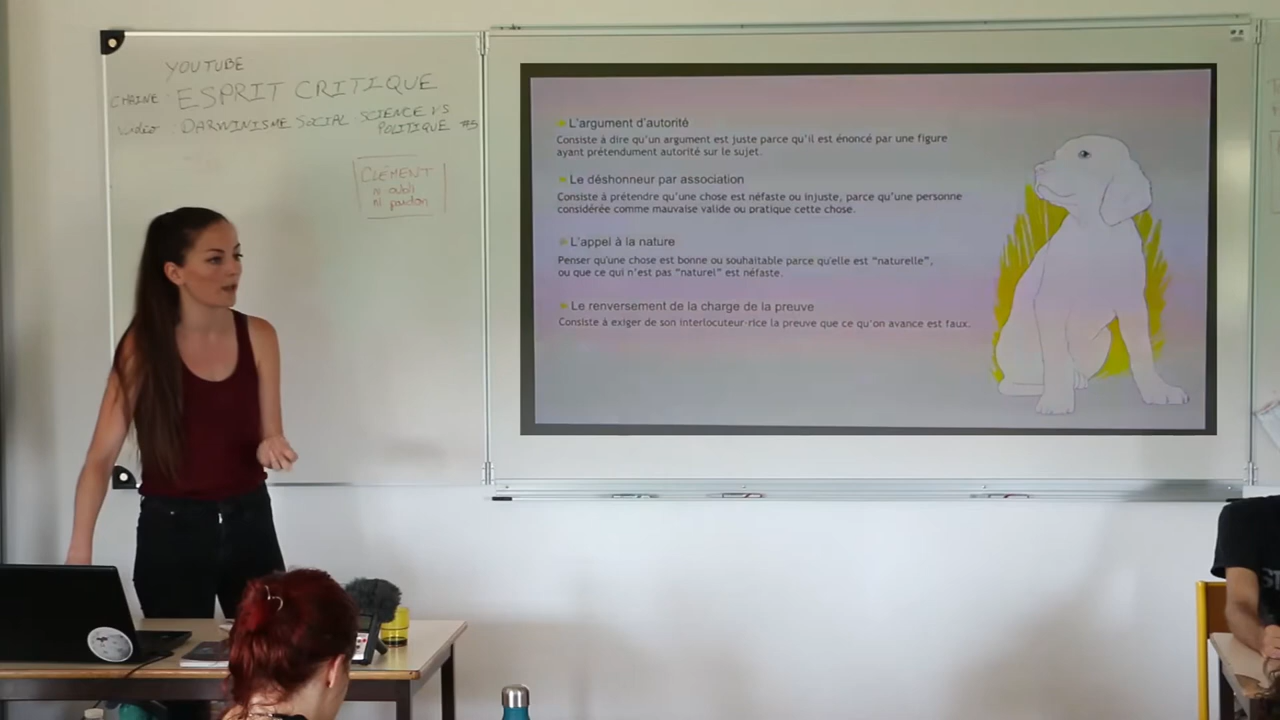 YOUTUBE
CHAINE : ESPRIT CRITIQUE
vidéo : DARWINISME SOCIAL SCIENCE VS
POLITIQUE #5
CLÉMENT
ni oubli
ni pardon
L'argument d'autorité
Consiste à dire qu'un argument est juste parce qu'il est énoncé par une figure
ayant prétendument autorité sur le sujet.
Le déshonneur par association
Consiste à prétendre qu'une chose est néfaste ou injuste, parce qu'une personne
considérée comme mauvaise valide ou pratique cette chose.
L'appel à la nature
Penser qu'une chose est bonne ou souhaitable parce qu'elle est "naturelle",
ou que ce qui n'est pas "naturel" est néfaste.
Le renversement de la charge de la preuve
Consiste à exiger de son interlocuteur·rice la preuve que ce qu'on avance est faux.